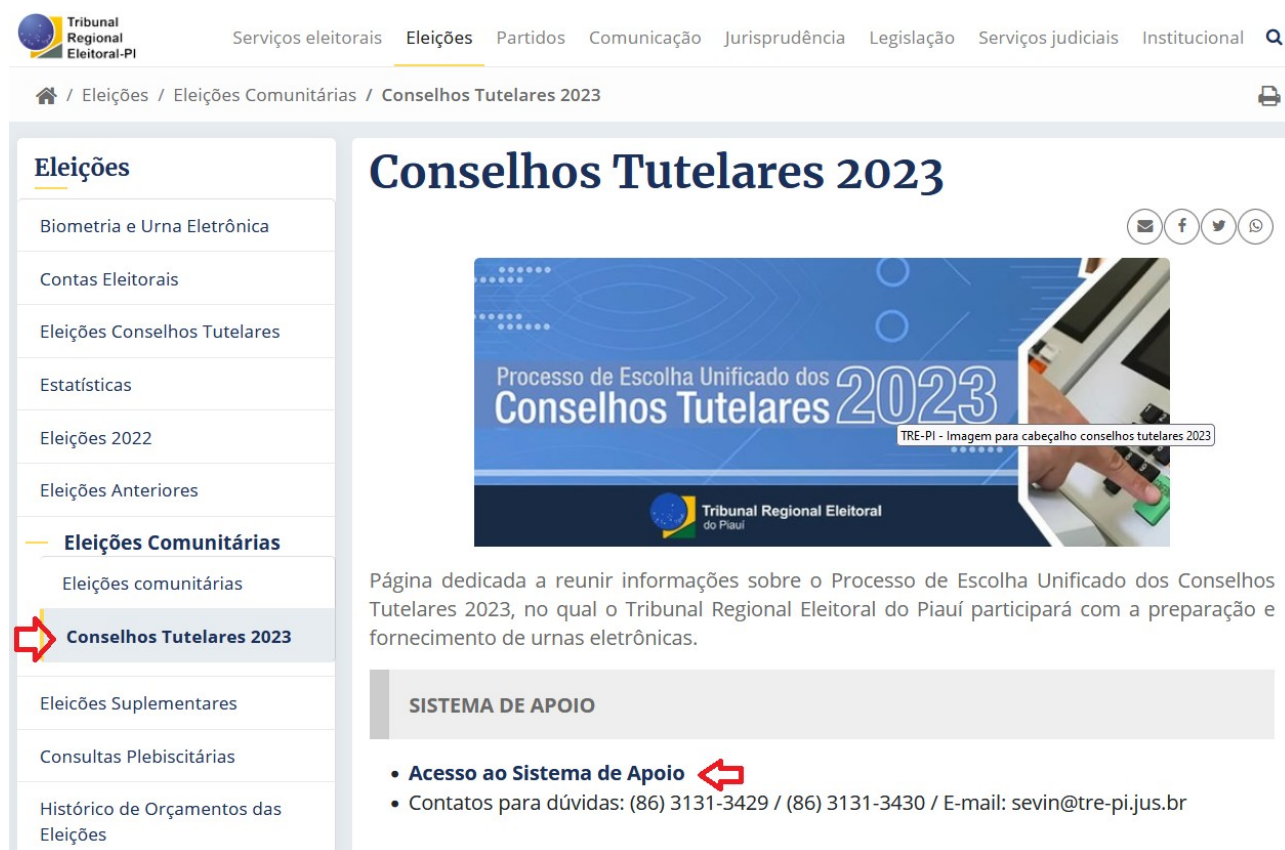 Tribunal
Regional
Eleitoral-PI
Serviços eleitorais Eleições Partidos Comunicação Jurisprudência Legislação Serviços judiciais Institucional
/ Eleições / Eleições Comunitárias / Conselhos Tutelares 2023
Eleições
Biometria e Urna Eletrônica
Contas Eleitorais
Eleições Conselhos Tutelares
Estatísticas
Eleições 2022
Eleições Anteriores
Eleições Comunitárias
Eleições comunitárias
Conselhos Tutelares 2023
Eleicões Suplementares
Consultas Plebiscitárias
Histórico de Orçamentos das
Eleições
Conselhos Tutelares 2023
Processo de Escolha Unificado dos
Conselhos Tutelares 2023
TRE-PI - Imagem para cabeçalho conselhos tutelares 2023
Tribunal Regional Eleitoral
do Piauí
Página dedicada a reunir informações sobre o Processo de Escolha Unificado dos Conselhos
Tutelares 2023, no qual o Tribunal Regional Eleitoral do Piauí participará com a preparação e
fornecimento de urnas eletrônicas.
SISTEMA DE APOIO
• Acesso ao Sistema de Apoio
• Contatos para dúvidas: (86) 3131-3429 / (86) 3131-3430 / E-mail: sevin@tre-pi.jus.br